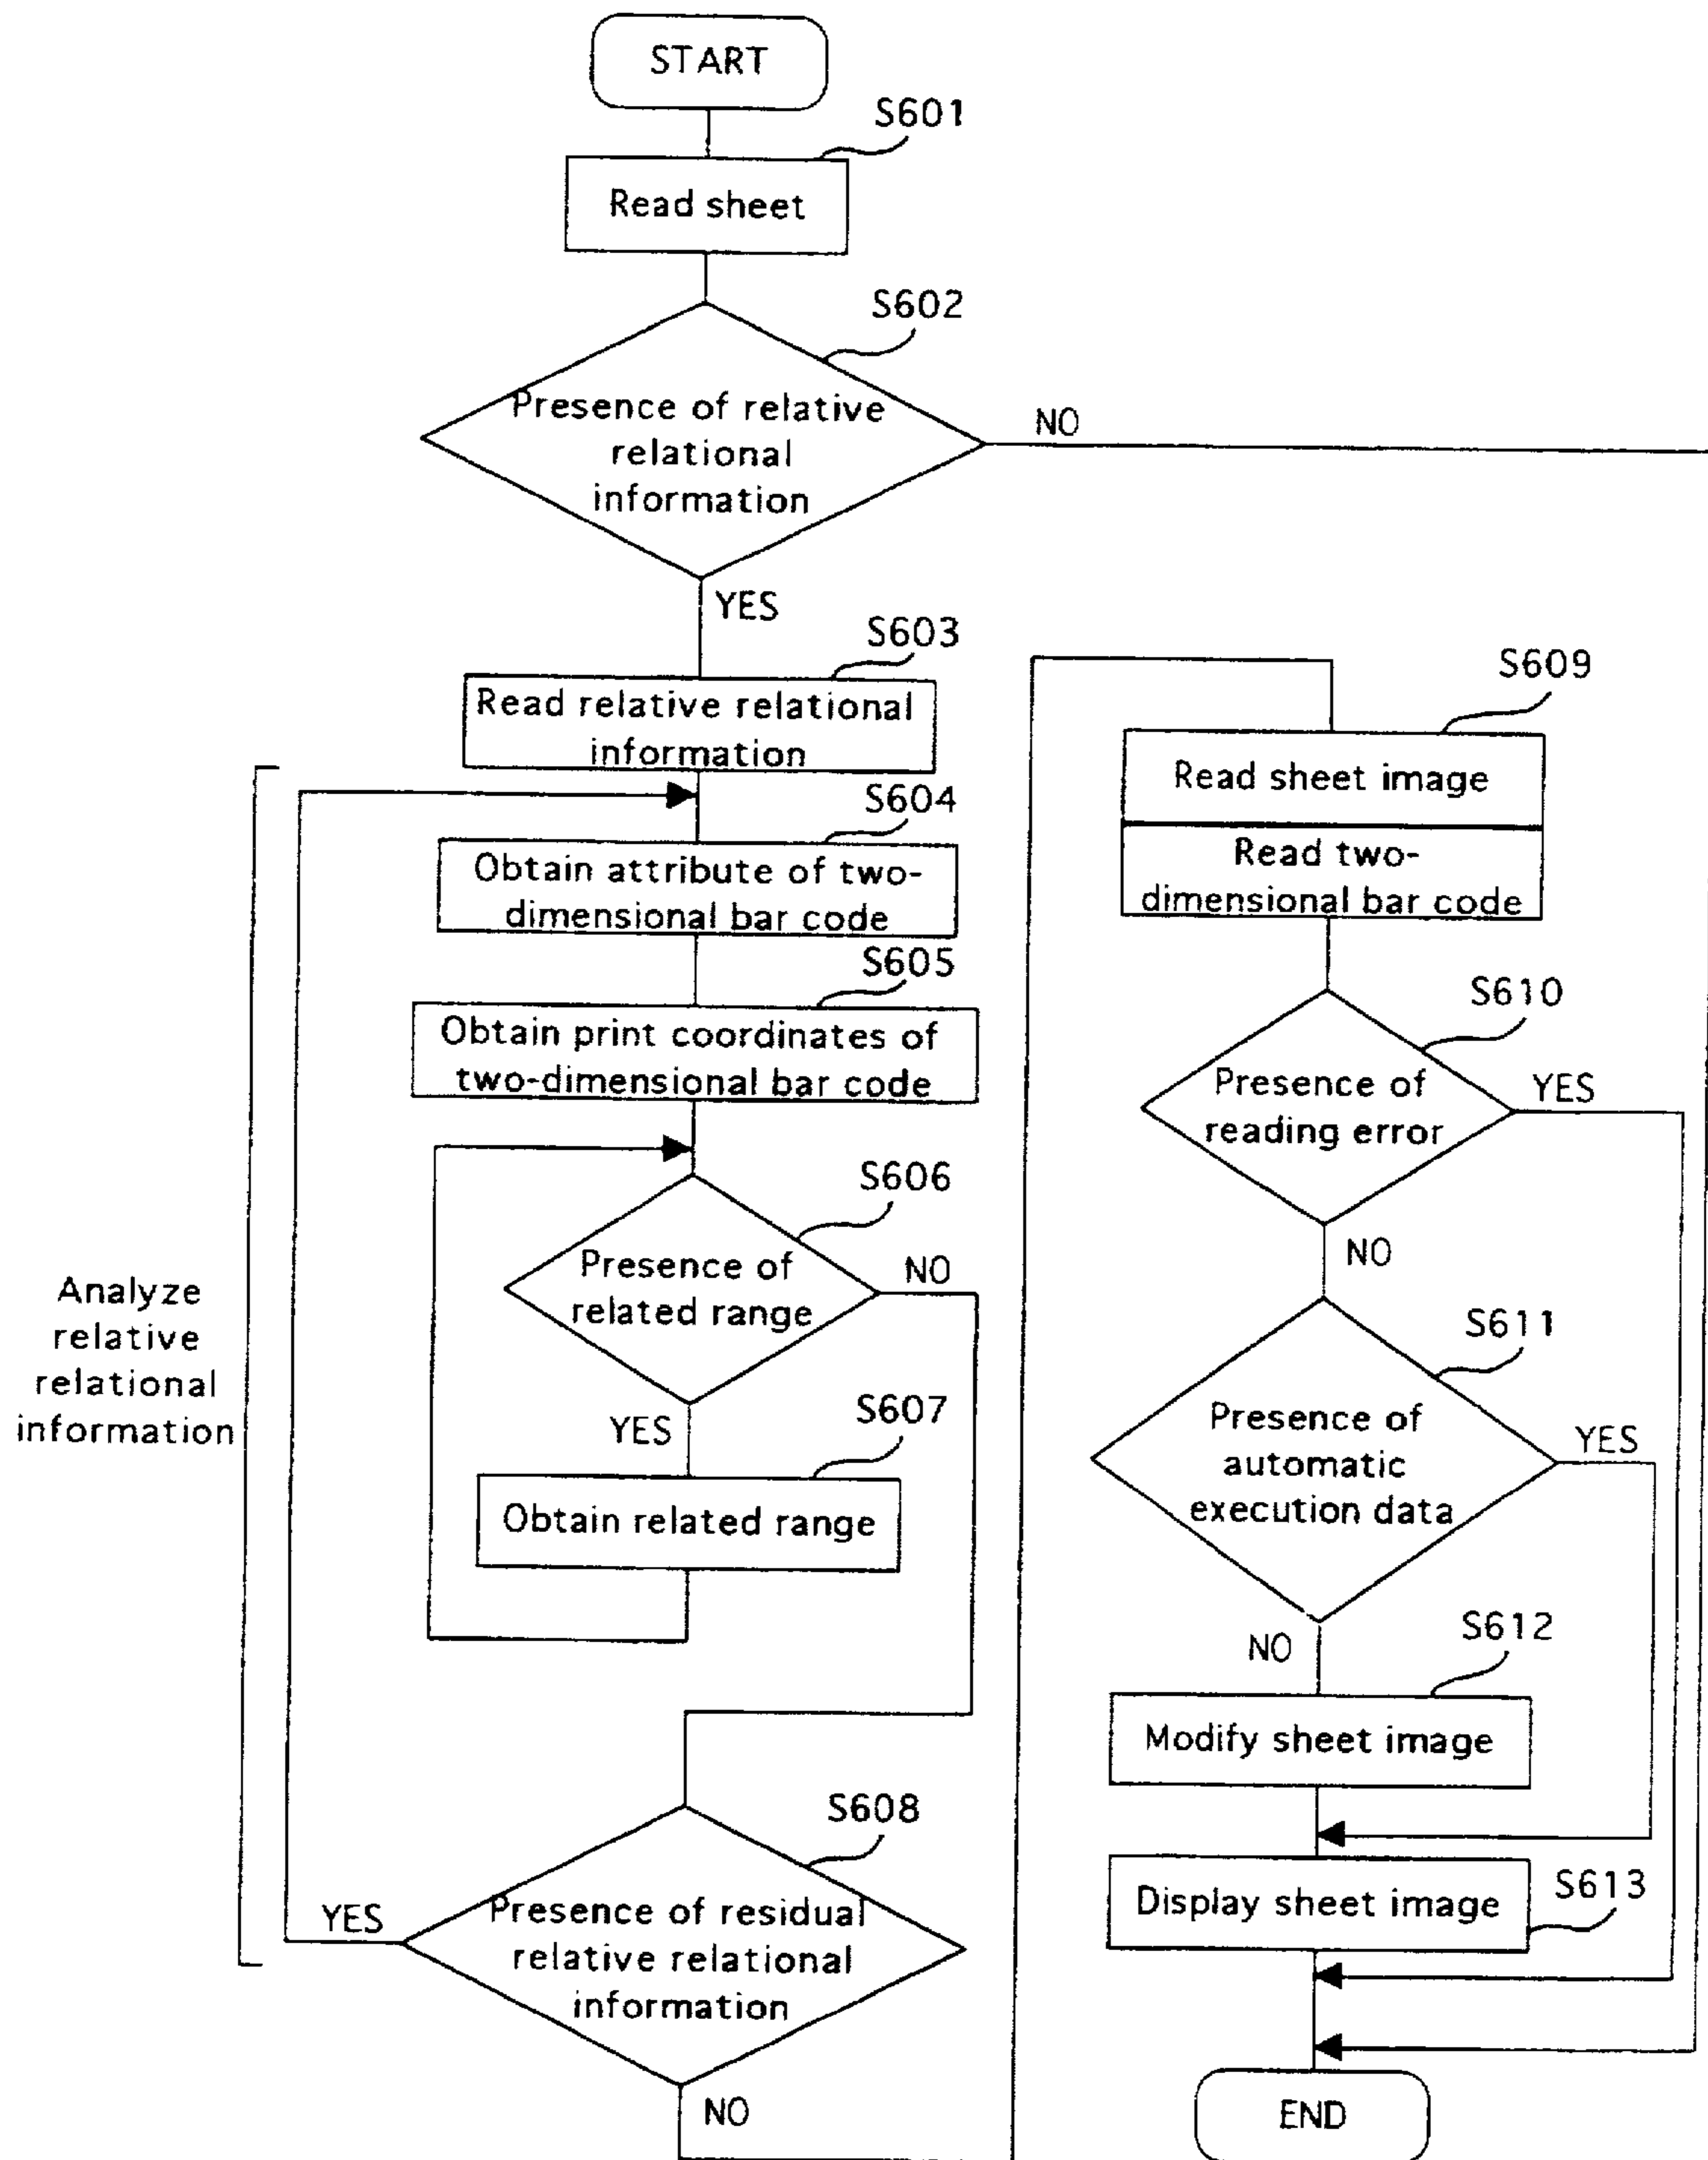 START
S601
Read sheet
S602
Presence of relative
relational
information
NO
YES
S603
Read relative relational
information
S604
Obtain attribute of two-
dimensional bar code
S605
Obtain print coordinates of
two-dimensional bar code
S606
Presence of
related range
NO
YES
S607
Obtain related range
Analyze
relative
relational
information
S608
Presence of residual
relative relational
information
YES
NO
S609
Read sheet image
Read two-
dimensional bar code
S610
Presence of
reading error
YES
NO
S611
Presence of
automatic
execution data
YES
NO
S612
Modify sheet image
Display sheet image
S613
END